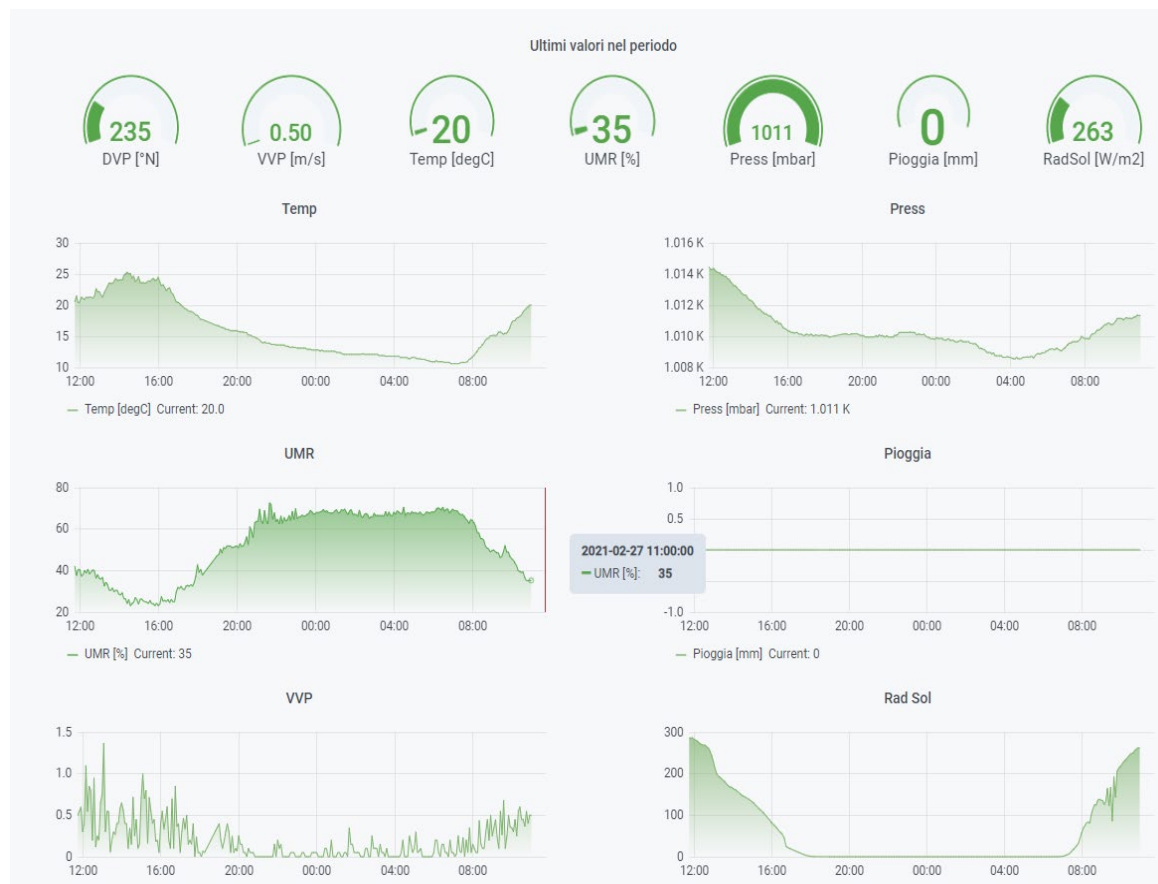 Ultimi valori nel periodo
235 0.50 20 35 1011 0 263
DVP [°N] VVP [m/s] Temp [degC] UMR [%] Press [mbar] Pioggia [mm] RadSol [W/m2]
Temp
30
25
20
15
10
12:00 16:00 20:00 00:00 04:00 08:00
Temp [degC] Current: 20.0
Press
1.016 K
1.014 K
1.012 K
1.010 K
1.008 K
12:00 16:00 20:00 00:00 04:00 08:00
Press [mbar] Current: 1.011 K
UMR
80
60
40
20
12:00 16:00 20:00 00:00 04:00 08:00
UMR [%] Current: 35
Pioggia
1.0
0.5
2021-02-27 11:00:00
UMR [%]: 35
-1.0
12:00 16:00 20:00 00:00 04:00 08:00
Pioggia [mm] Current: 0
VVP
1.5
1.0
0.5
0
12:00 16:00 20:00 00:00 04:00 08:00
Rad Sol
300
200
100
0
12:00 16:00 20:00 00:00 04:00 08:00